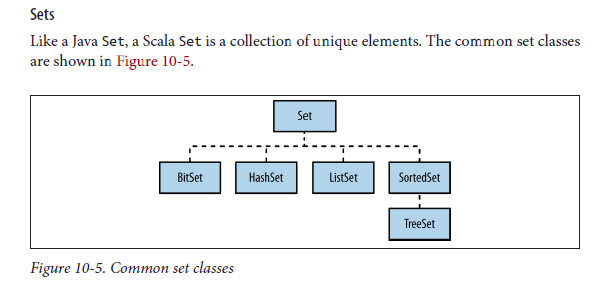 Sets
Like a Java Set, a Scala Set is a collection of unique elements. The common set classes
are shown in Figure 10-5.
Set
BitSet
HashSet
ListSet
SortedSet
TreeSet
Figure 10-5. Common set classes